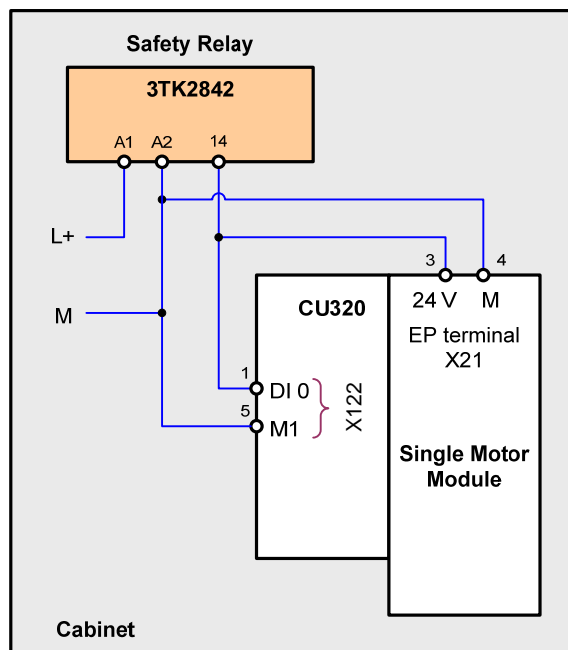 Safety Relay
3TK2842
A1 A2 14
L+
3 4
24 V M
CU320
EP terminal
X21
M
1
DI 0
5
M1
X122
Single Motor
Module
Cabinet